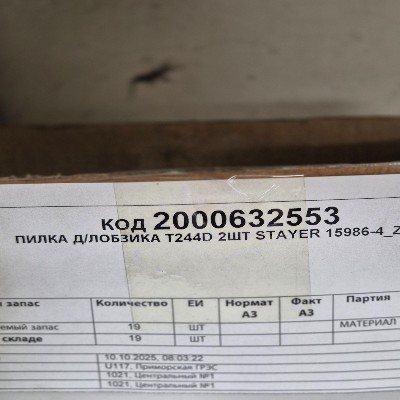 Код 2000632553
ПИЛКА Д/ЛОБЗИКА T244D 2ШТ STAYER 15986-4_Z
запас Количество ЕИ Нормат АЗ Факт АЗ Партия
емый запас 19 ШТ МАТЕРИАЛ
складе 19 ШТ
10.10.2025, 06:03:22
U117, Приморская ГРЭС
1021, Центральный №1
1021, Центральный №1